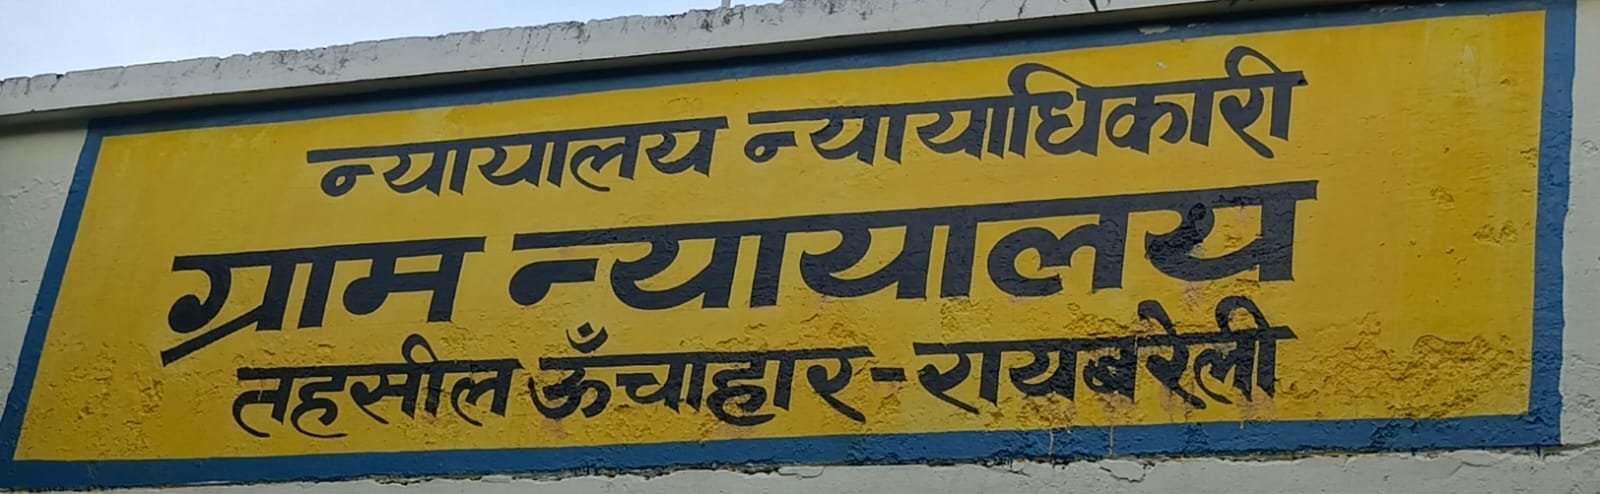 न्यायालय न्यायाधिकारी
ग्राम न्यायालय
तहसील ऊँचाहार-रायबरेली